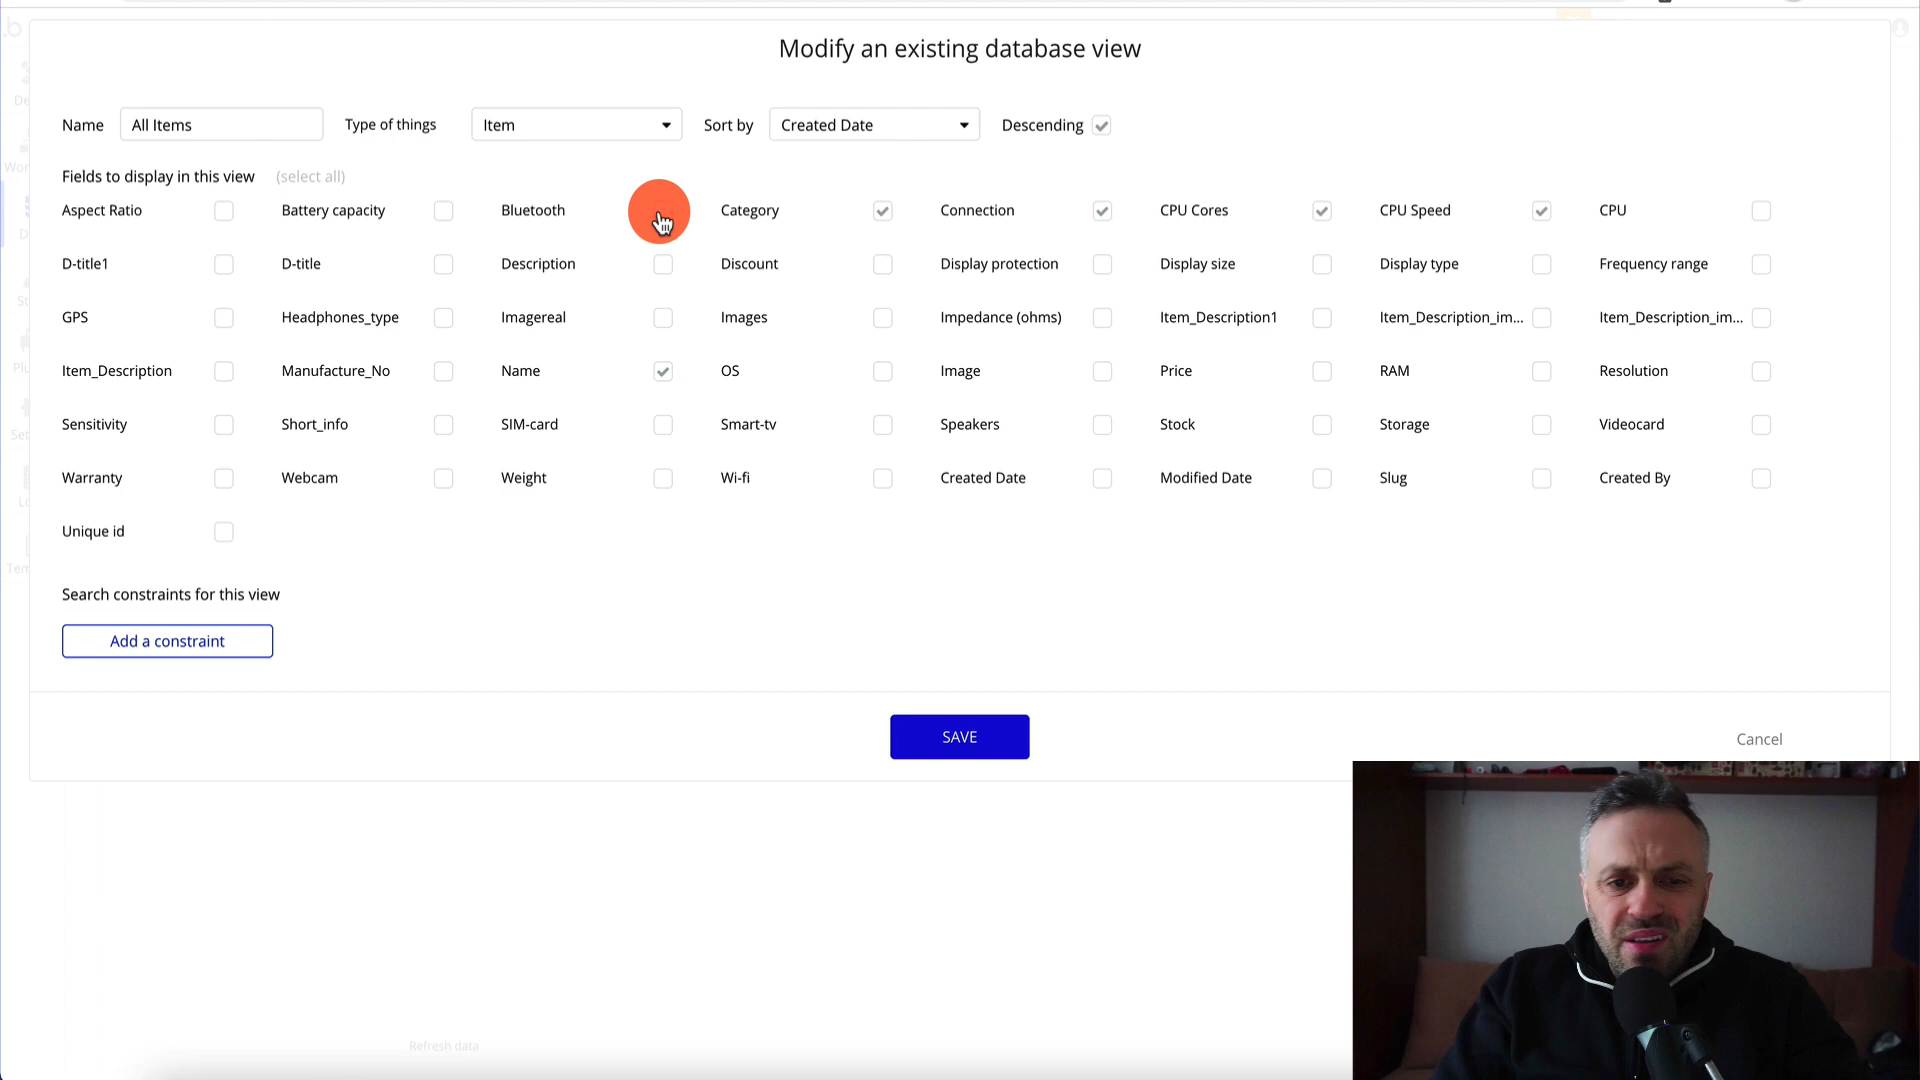 Modify an existing database view
Name All Items Type of things Item Sort by Created Date Descending
Fields to display in this view (select all)
Aspect Ratio Battery capacity Bluetooth Category Connection CPU Cores CPU Speed CPU
D-title1 D-title Description Discount Display protection Display size Display type Frequency range
GPS Headphones_type Imagereal Images Impedance (ohms) Item_Description1 Item_Description_im... Item_Description_im...
Item_Description Manufacture_No Name OS Image Price RAM Resolution
Sensitivity Short_info SIM-card Smart-tv Speakers Stock Storage Videocard
Warranty Webcam Weight Wi-fi Created Date Modified Date Slug Created By
Unique id
Search constraints for this view
Add a constraint
SAVE
Cancel
Refresh data